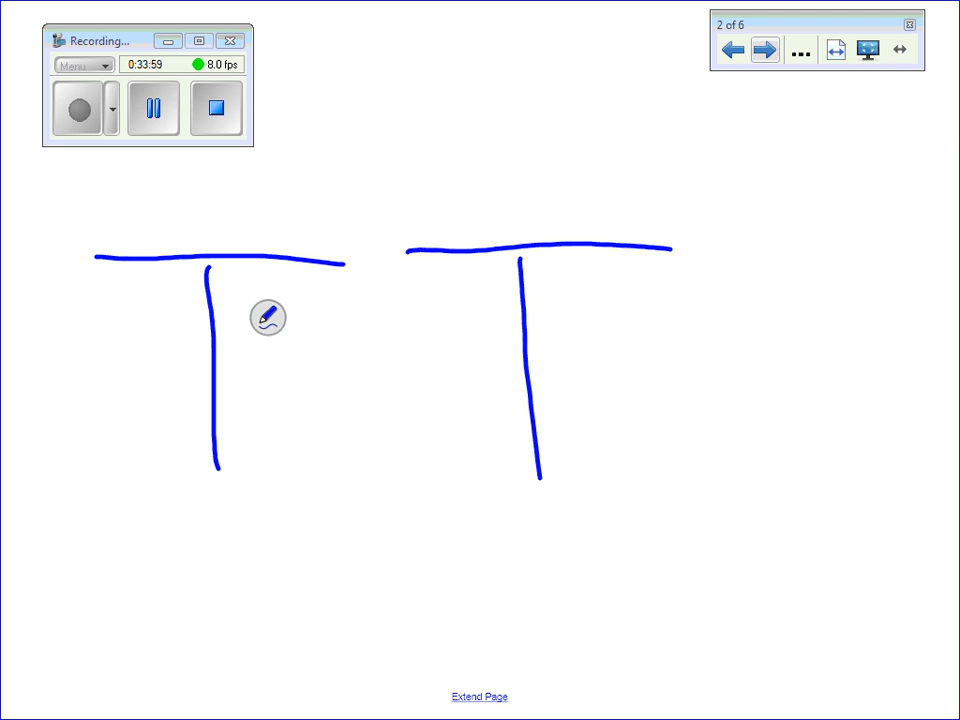 Recording...
2 of 6
Menu
0:33:59
8.0 fps
...
Extend Page